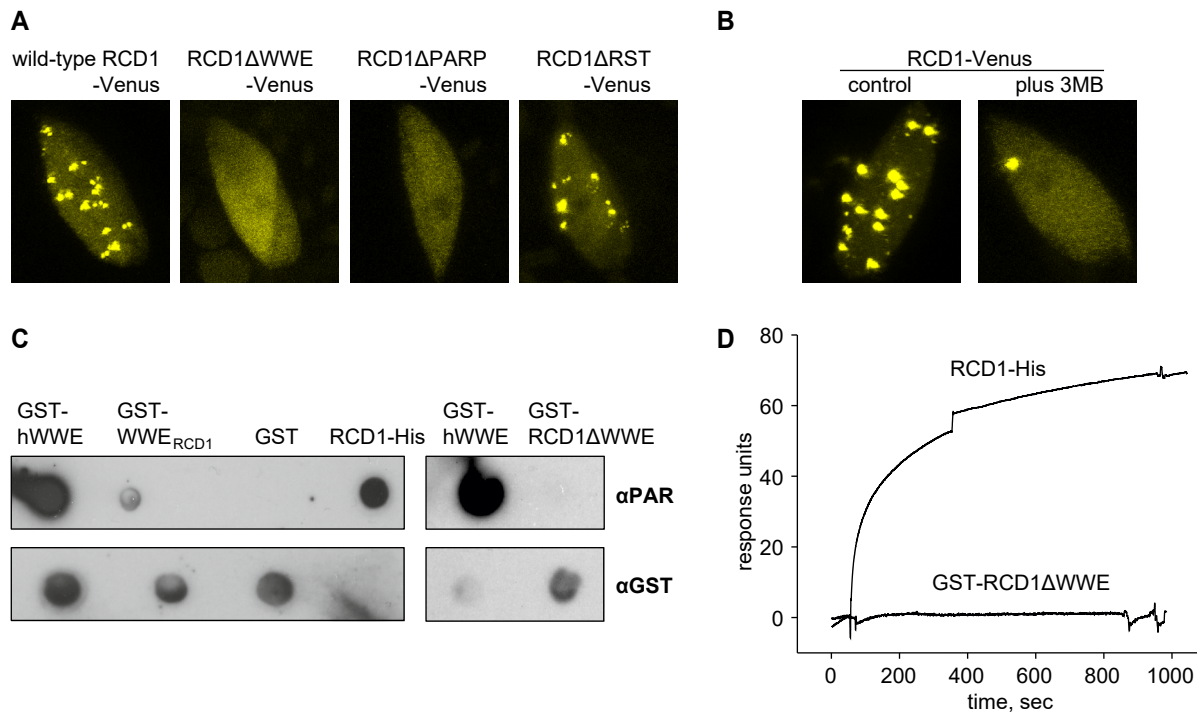 A
wild-type RCD1
-Venus
RCD1ΔWWE
-Venus
RCD1ΔPARP
-Venus
RCD1ΔRST
-Venus
B
RCD1-Venus
control
plus 3MB
C
GST-
hWWE
GST-
WWE RCD1
GST
RCD1-His
GST-
hWWE
GST-
RCD1ΔWWE
αPAR
αGST
D
80
60
40
20
0
response units
RCD1-His
GST-RCD1ΔWWE
0 200 400 600 800 1000
time, sec